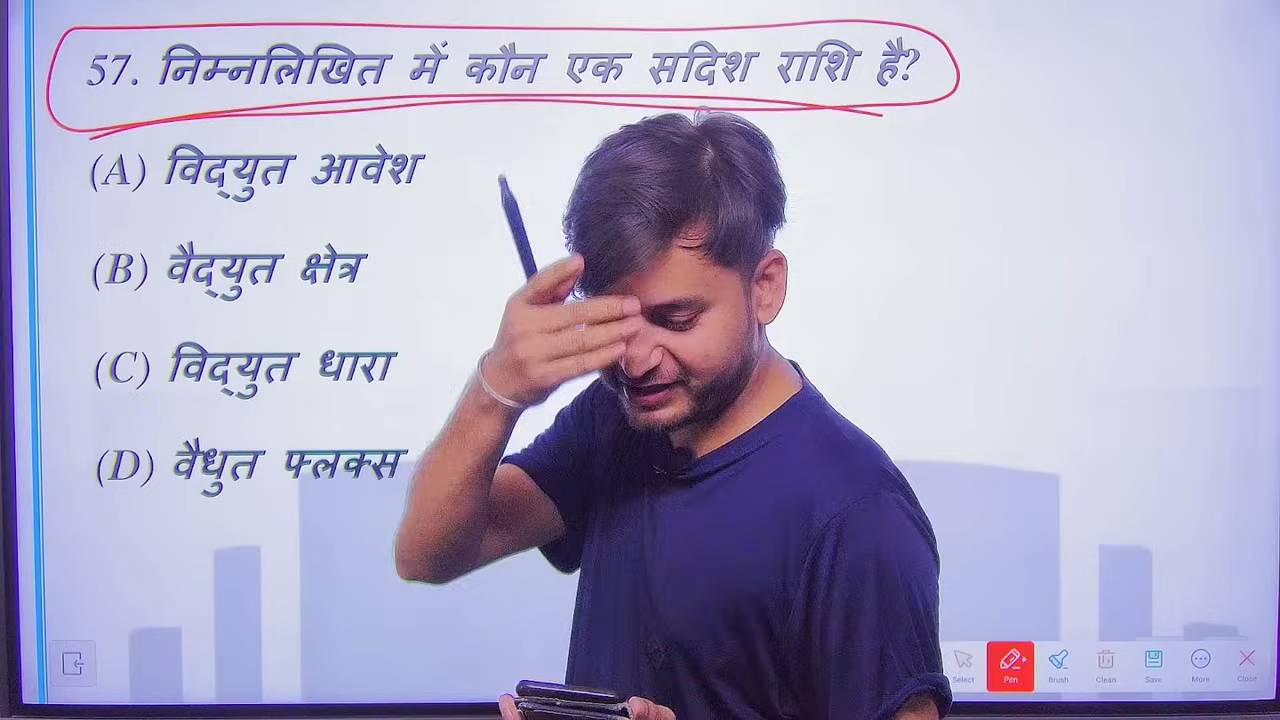 57. निम्नलिखित में कौन एक सदिश राशि है?
(A) विद्युत आवेश
(B) वैद्युत क्षेत्र
(C) विद्युत धारा
(D) वैधुत फ्लक्स
Select Pen Brush Clean Save More Close